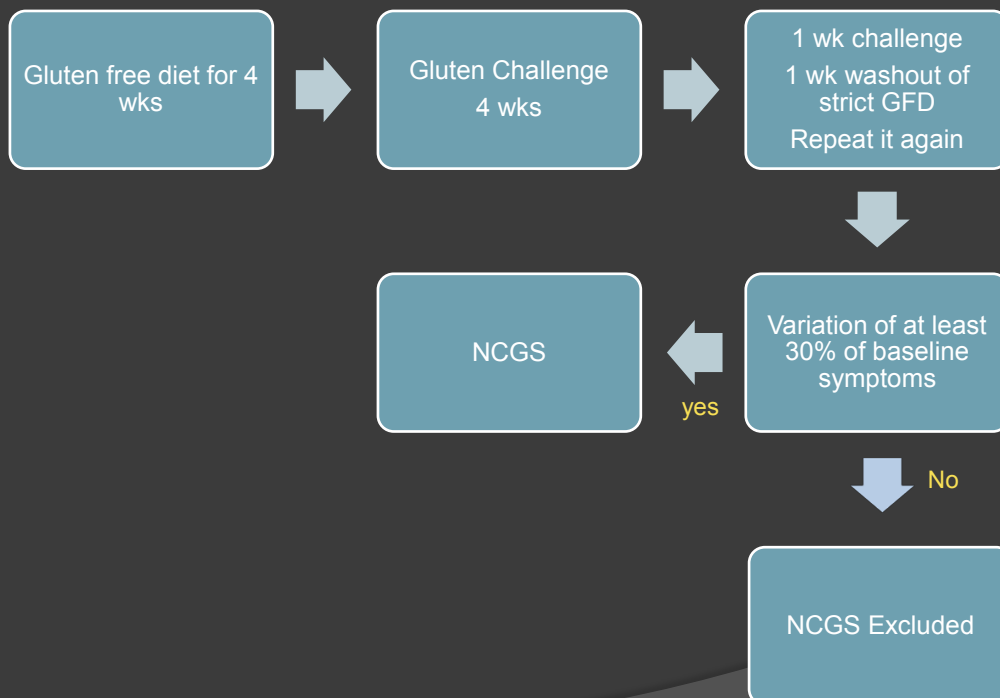 Gluten free diet for 4
wks
Gluten Challenge
4 wks
1 wk challenge
1 wk washout of
strict GFD
Repeat it again
Variation of at least
30% of baseline
symptoms
yes
NCGS
No
NCGS Excluded